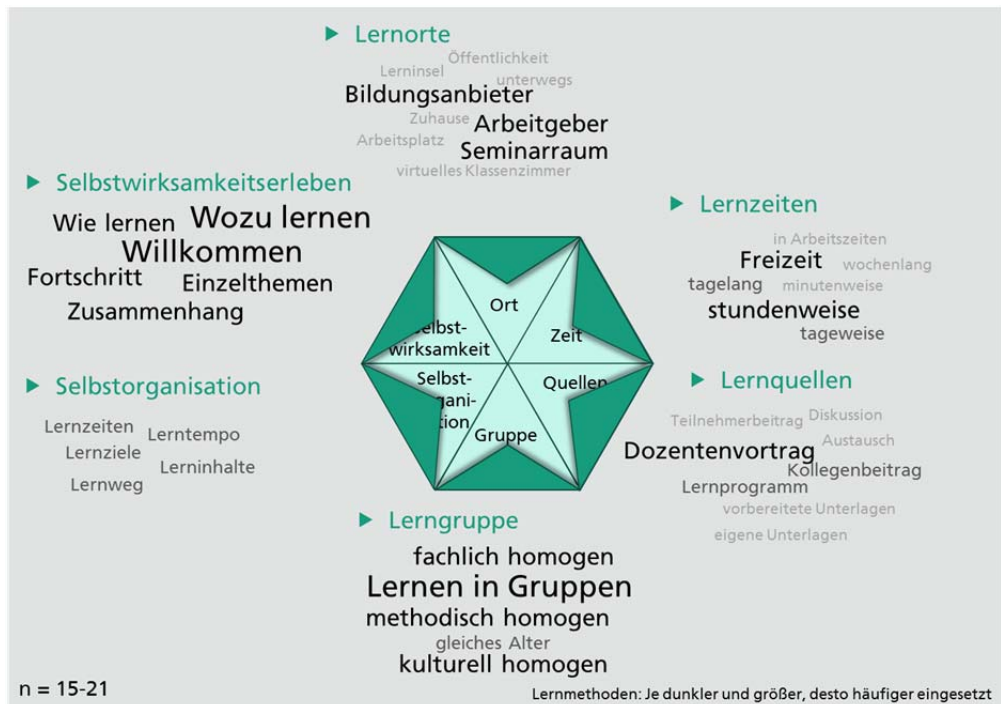 ► Lernorte
Öffentlichkeit
Lerninsel
unterwegs
Bildungsanbieter
Zuhause
Arbeitgeber
Arbeitsplatz
Seminarraum
virtuelles Klassenzimmer
► Selbstwirksamkeitserleben
Wie lernen
Wozu lernen
Willkommen
Fortschritt
Einzelthemen
Zusammenhang
► Lernzeiten
in Arbeitszeiten
Freizeit
wochenlang
tagelang
minutenweise
stundenweise
tageweise
Ort
Zeit
Quellen
Gruppe
Selbst-
gani-
tion
elbst-
wirksamkeit
► Selbstorganisation
Lernzeiten
Lerntempo
Lernziele
Lerninhalte
Lernweg
► Lernquellen
Teilnehmerbeitrag
Diskussion
Austausch
Dozentenvortrag
Kollegenbeitrag
Lernprogramm
vorbereitete Unterlagen
eigene Unterlagen
► Lerngruppe
fachlich homogen
Lernen in Gruppen
methodisch homogen
gleiches Alter
kulturell homogen
n = 15-21
Lernmethoden: Je dunkler und größer, desto häufiger eingesetzt